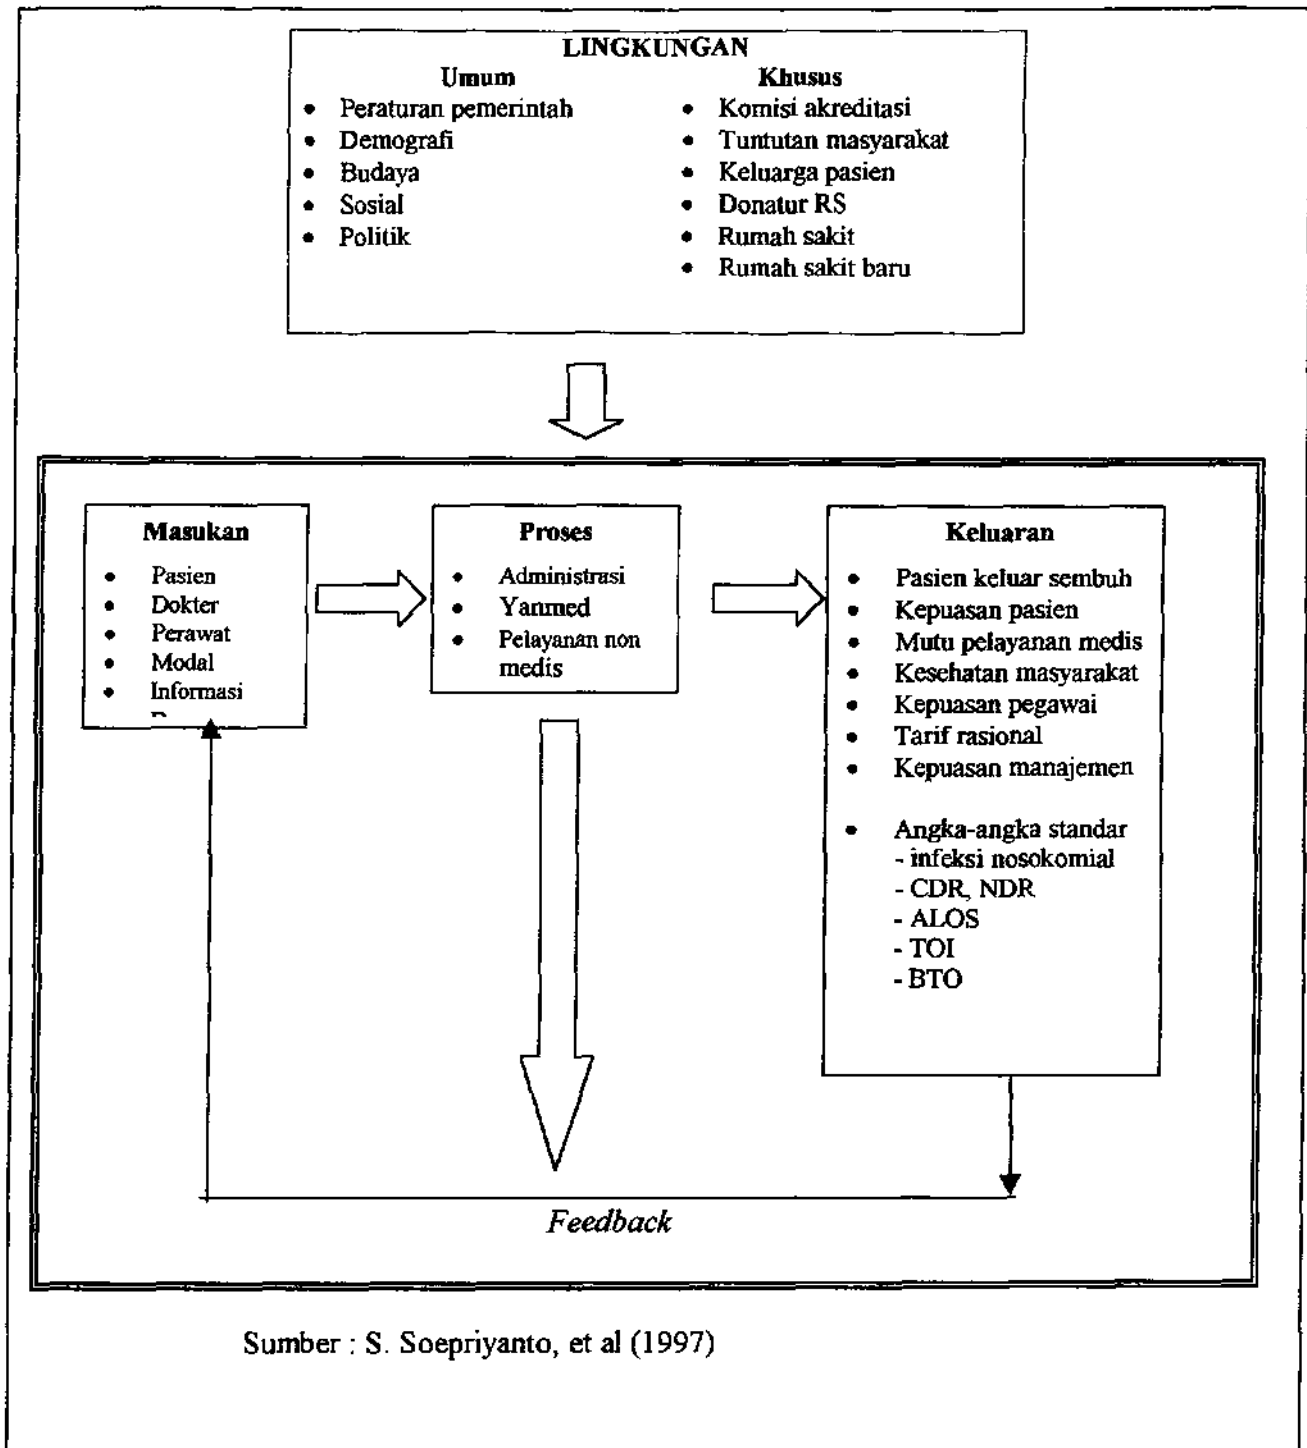 LINGKUNGAN
Umum
• Peraturan pemerintah
• Demografi
• Budaya
• Sosial
• Politik
Khusus
• Komisi akreditasi
• Tuntutan masyarakat
• Keluarga pasien
• Donatur RS
• Rumah sakit
• Rumah sakit baru
Masukan
• Pasien
• Dokter
• Perawat
• Modal
• Informasi
Proses
• Administrasi
• Yanmed
• Pelayanan non
medis
Keluaran
• Pasien keluar sembuh
• Kepuasan pasien
• Mutu pelayanan medis
• Kesehatan masyarakat
• Kepuasan pegawai
• Tarif rasional
• Kepuasan manajemen
• Angka-angka standar
- infeksi nosokomial
- CDR, NDR
- ALOS
- TOI
- BTO
Feedback
Sumber : S. Soepriyanto, et al (1997)